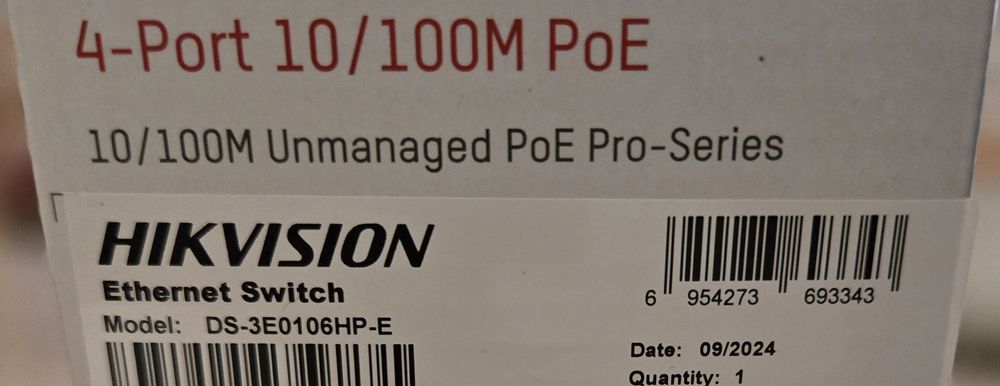 4-Port 10/100M PoE
10/100M Unmanaged PoE Pro-Series
HIKVISION
Ethernet Switch
Model: DS-3E0106HP-E
6 954273 693343
Date: 09/2024
Quantity: 1